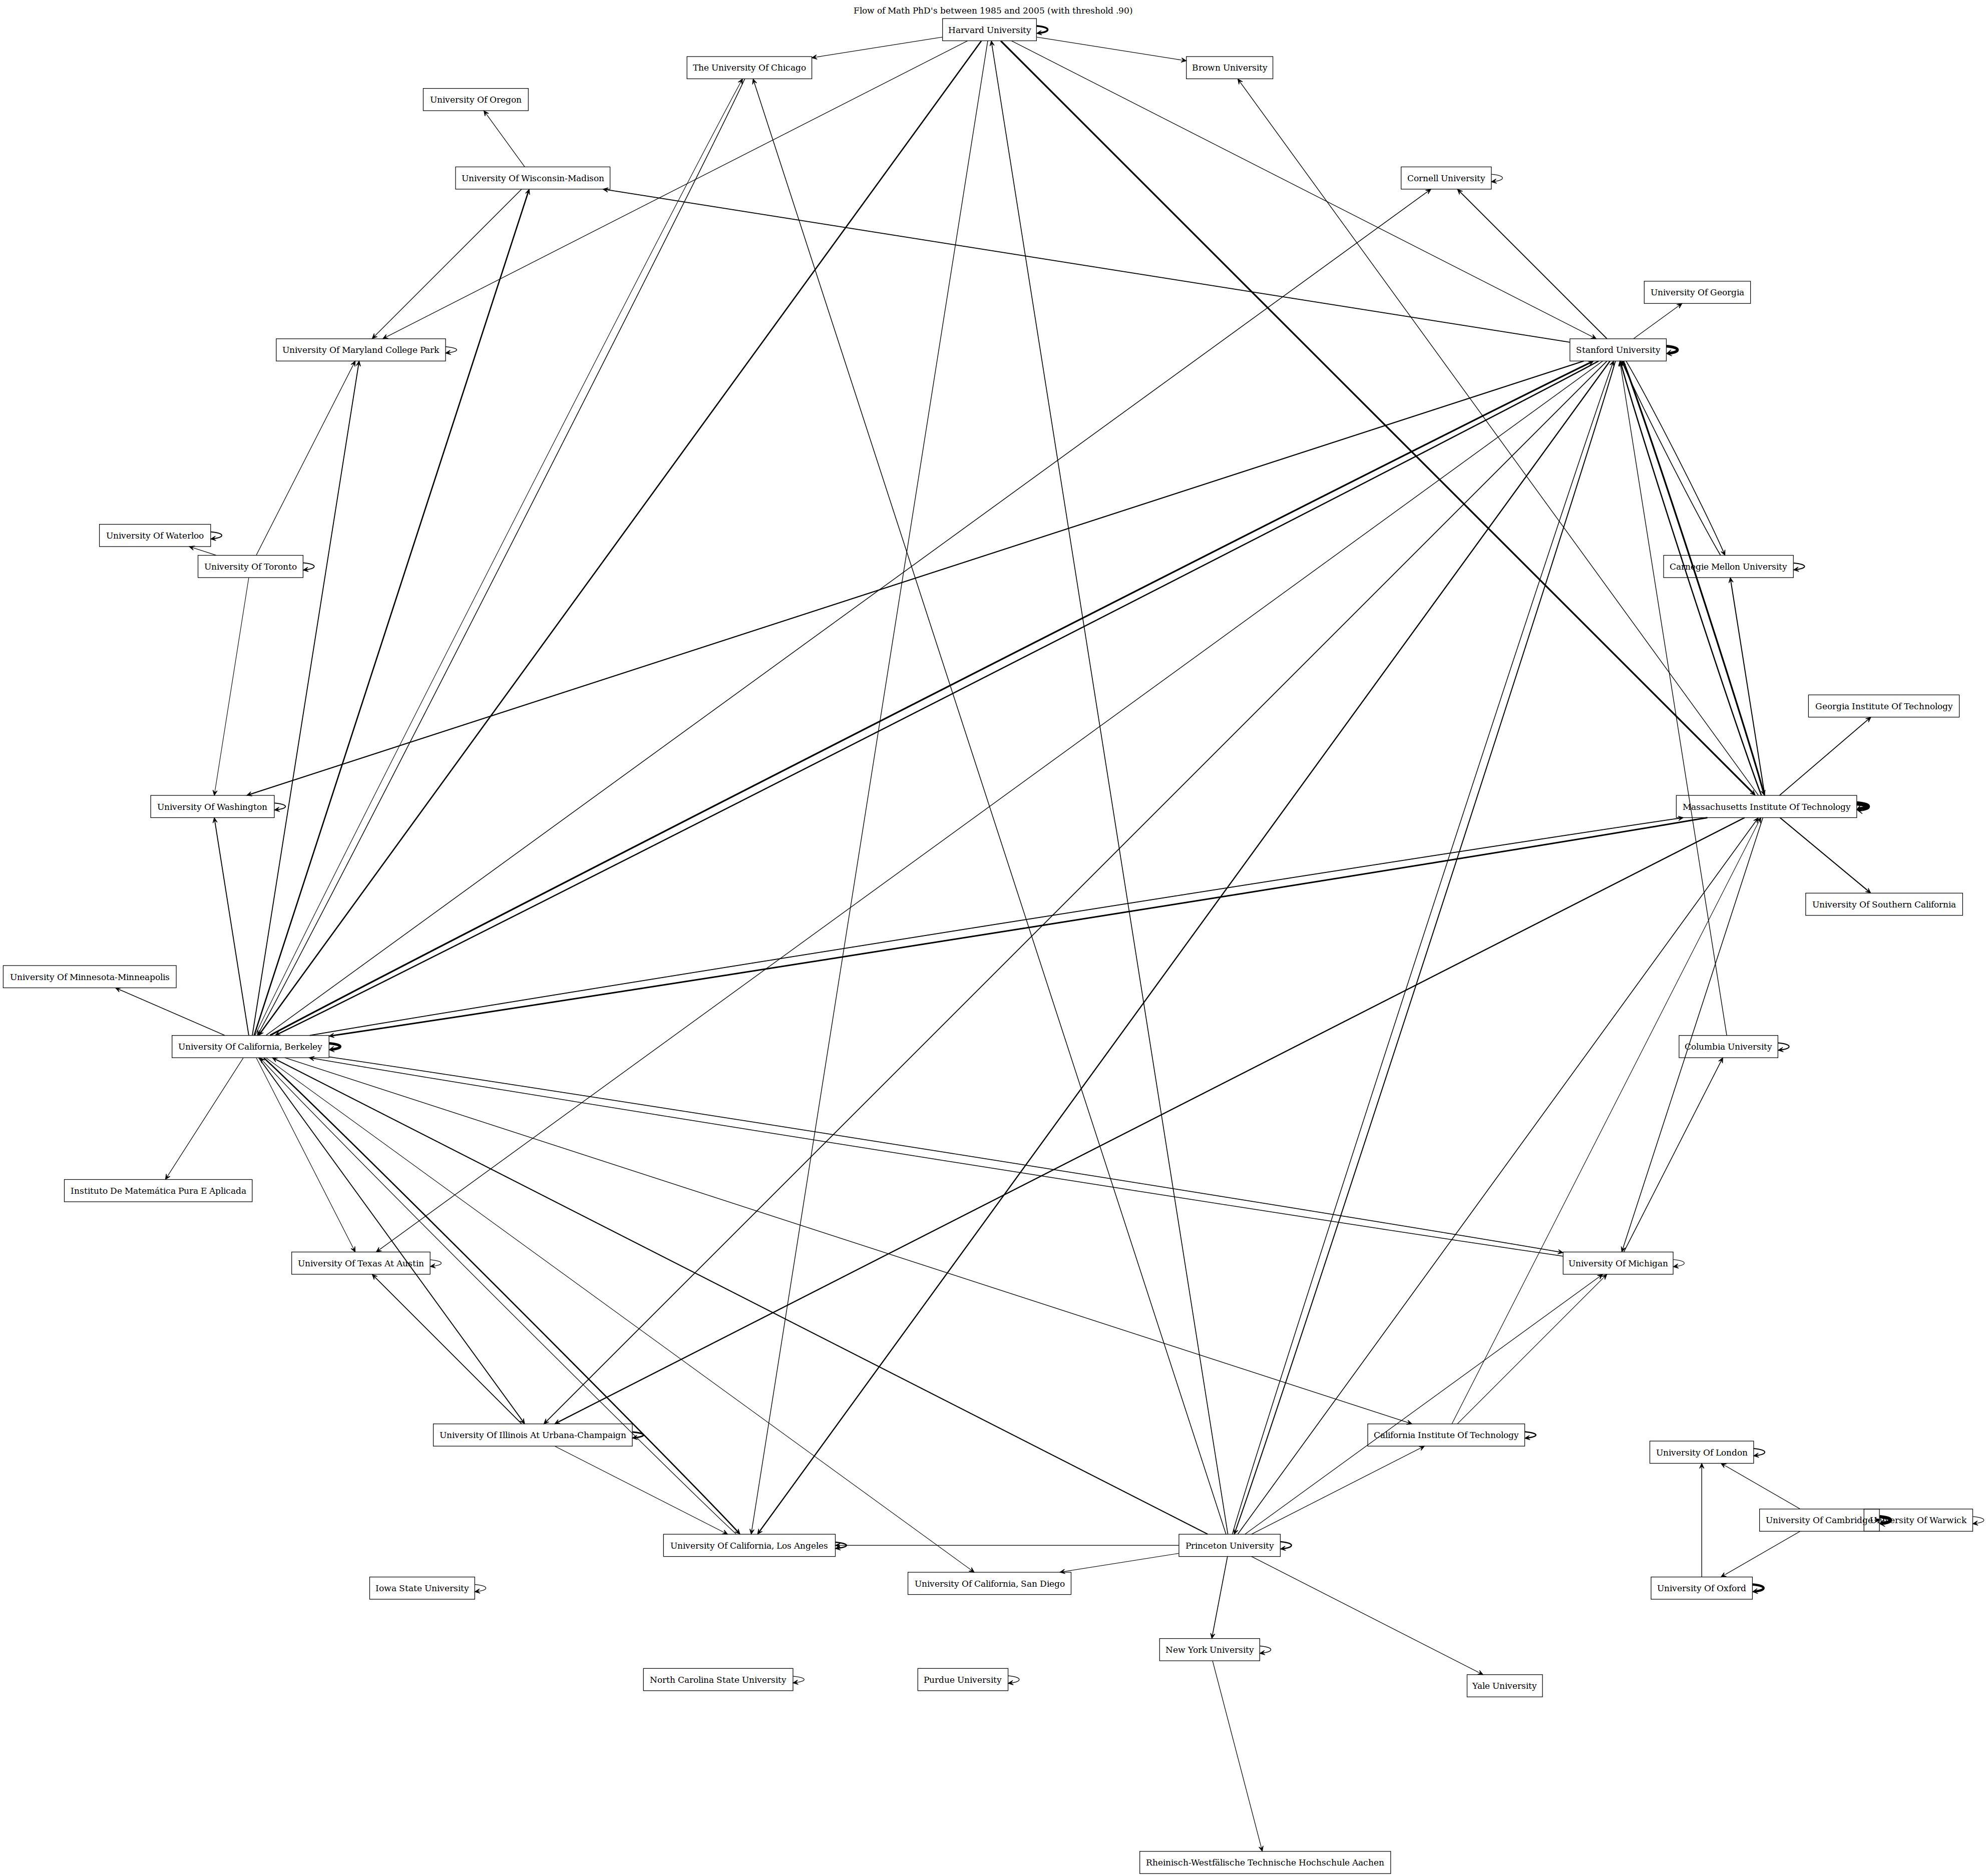 Flow of Math PhD's between 1985 and 2005 (with threshold .90)
Harvard University
The University Of Chicago
Brown University
University Of Oregon
University Of Wisconsin-Madison
Cornell University
University Of Georgia
University Of Maryland College Park
Stanford University
University Of Waterloo
University Of Toronto
Carnegie Mellon University
Georgia Institute Of Technology
University Of Washington
Massachusetts Institute Of Technology
University Of Southern California
University Of Minnesota-Minneapolis
University Of California, Berkeley
Columbia University
Instituto De Matemática Pura E Aplicada
University Of Texas At Austin
University Of Michigan
University Of Illinois At Urbana-Champaign
California Institute Of Technology
University Of London
University Of Cambridge
University Of Warwick
University Of California, Los Angeles
Princeton University
University Of California, San Diego
Iowa State University
University Of Oxford
New York University
North Carolina State University
Purdue University
Yale University
Rheinisch-Westfälische Technische Hochschule Aachen